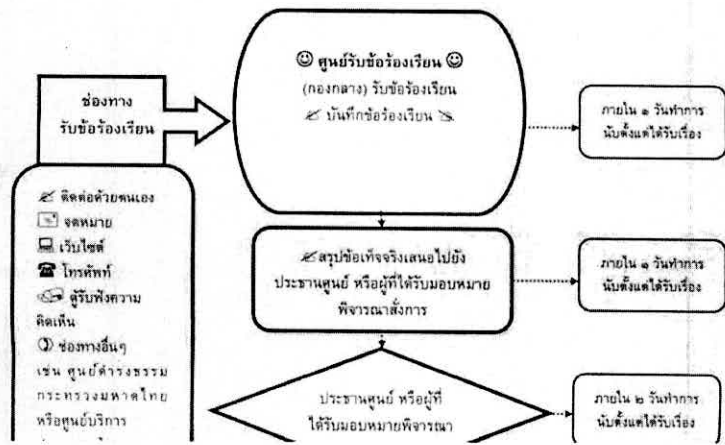 ช่องทาง
รับข้อร้องเรียน
☺ ศูนย์รับข้อร้องเรียน ☺
(กองกลาง) รับข้อร้องเรียน
บันทึกข้อร้องเรียน
ภายใน ๑ วันทำการ
นับตั้งแต่ได้รับเรื่อง
ติดต่อด้วยตนเอง
จดหมาย
เว็บไซต์
โทรศัพท์
ตู้รับฟังความ
คิดเห็น
ช่องทางอื่นๆ
เช่น ศูนย์ดำรงธรรม
กระทรวงมหาดไทย
หรือศูนย์บริการ
สรุปข้อเท็จจริงเสนอไปยัง
ประธานศูนย์ หรือผู้ที่ได้รับมอบหมาย
พิจารณาสั่งการ
ภายใน ๑ วันทำการ
นับตั้งแต่ได้รับเรื่อง
ประธานศูนย์ หรือผู้ที่
ได้รับมอบหมายพิจารณา
ภายใน ๒ วันทำการ
นับตั้งแต่ได้รับเรื่อง